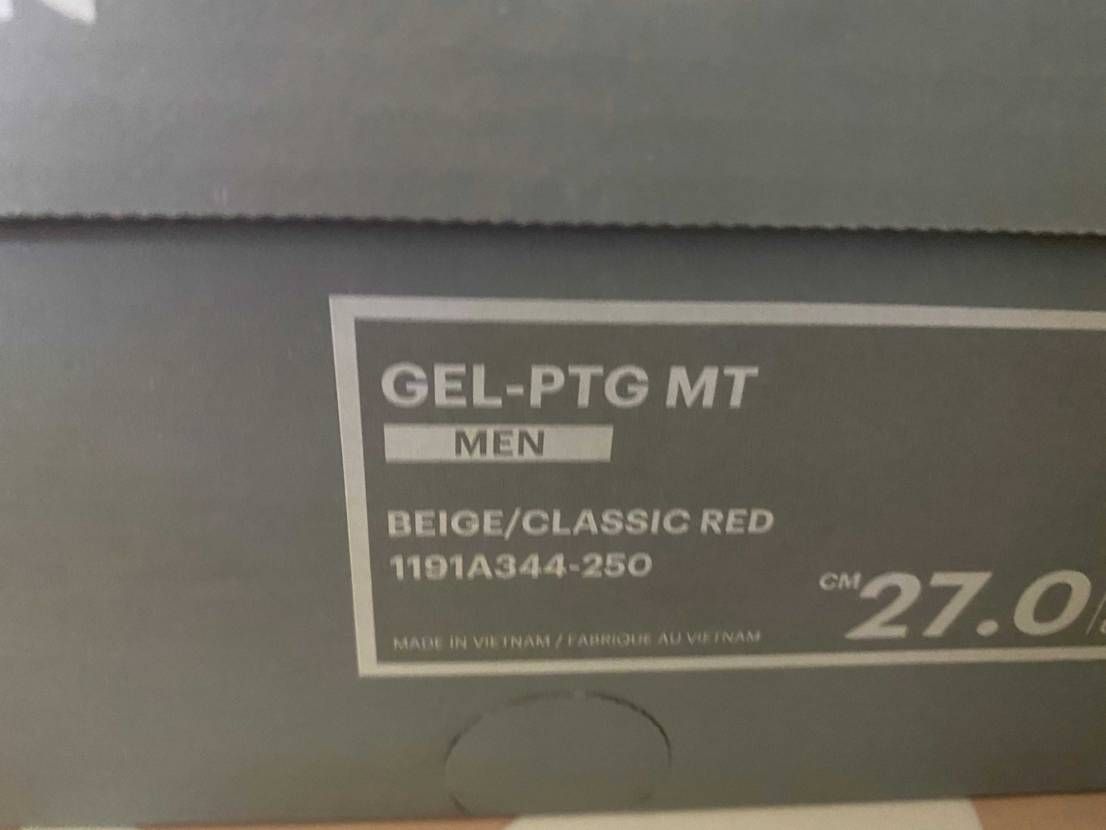 GEL-PTG MT
MEN
BEIGE/CLASSIC RED
1191A344-250
CM 27.0/
MADE IN VIETNAM / FABRIQUE AU VIETNAM